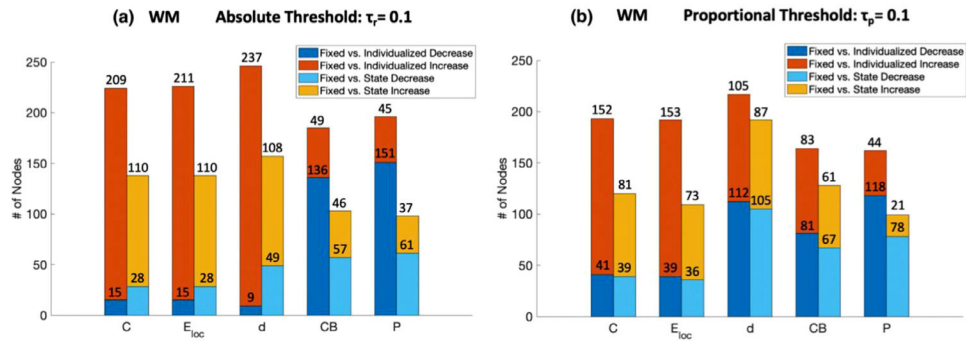 (a) WM Absolute Threshold: τr= 0.1
Fixed vs. Individualized Decrease
Fixed vs. Individualized Increase
Fixed vs. State Decrease
Fixed vs. State Increase
# of Nodes
250
200
150
100
50
0
209
15
110
28
211
15
110
28
237
9
108
49
49
136
46
57
45
151
37
61
C
Eloc
d
CB
P
(b) WM Proportional Threshold: τp= 0.1
Fixed vs. Individualized Decrease
Fixed vs. Individualized Increase
Fixed vs. State Decrease
Fixed vs. State Increase
# of Nodes
250
200
150
100
50
0
152
41
81
39
153
39
73
36
105
112
87
105
83
81
61
67
44
118
21
78
C
Eloc
d
CB
P